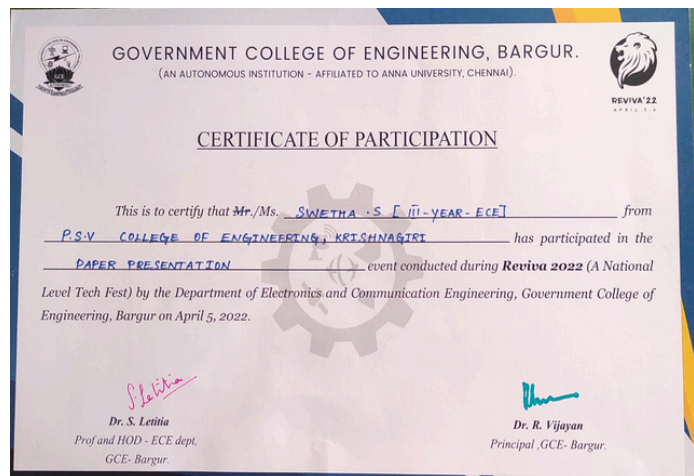 GOVERNMENT COLLEGE OF ENGINEERING, BARGUR.
(AN AUTONOMOUS INSTITUTION - AFFILIATED TO ANNA UNIVERSITY, CHENNAI).
GCE
REVIVA'22
CERTIFICATE OF PARTICIPATION
This is to certify that Mr./Ms. SWETHA .S [III-YEAR-ECE] from
P.S.V COLLEGE OF ENGINEERING, KRISHNAGIRI has participated in the
PAPER PRESENTATION event conducted during Reviva 2022 (A National
Level Tech Fest) by the Department of Electronics and Communication Engineering, Government College of
Engineering, Bargur on April 5, 2022.
S. Letitia
Dr. S. Letitia
Prof and HOD - ECE dept,
GCE- Bargur.
Dr. R. Vijayan
Principal ,GCE- Bargur.